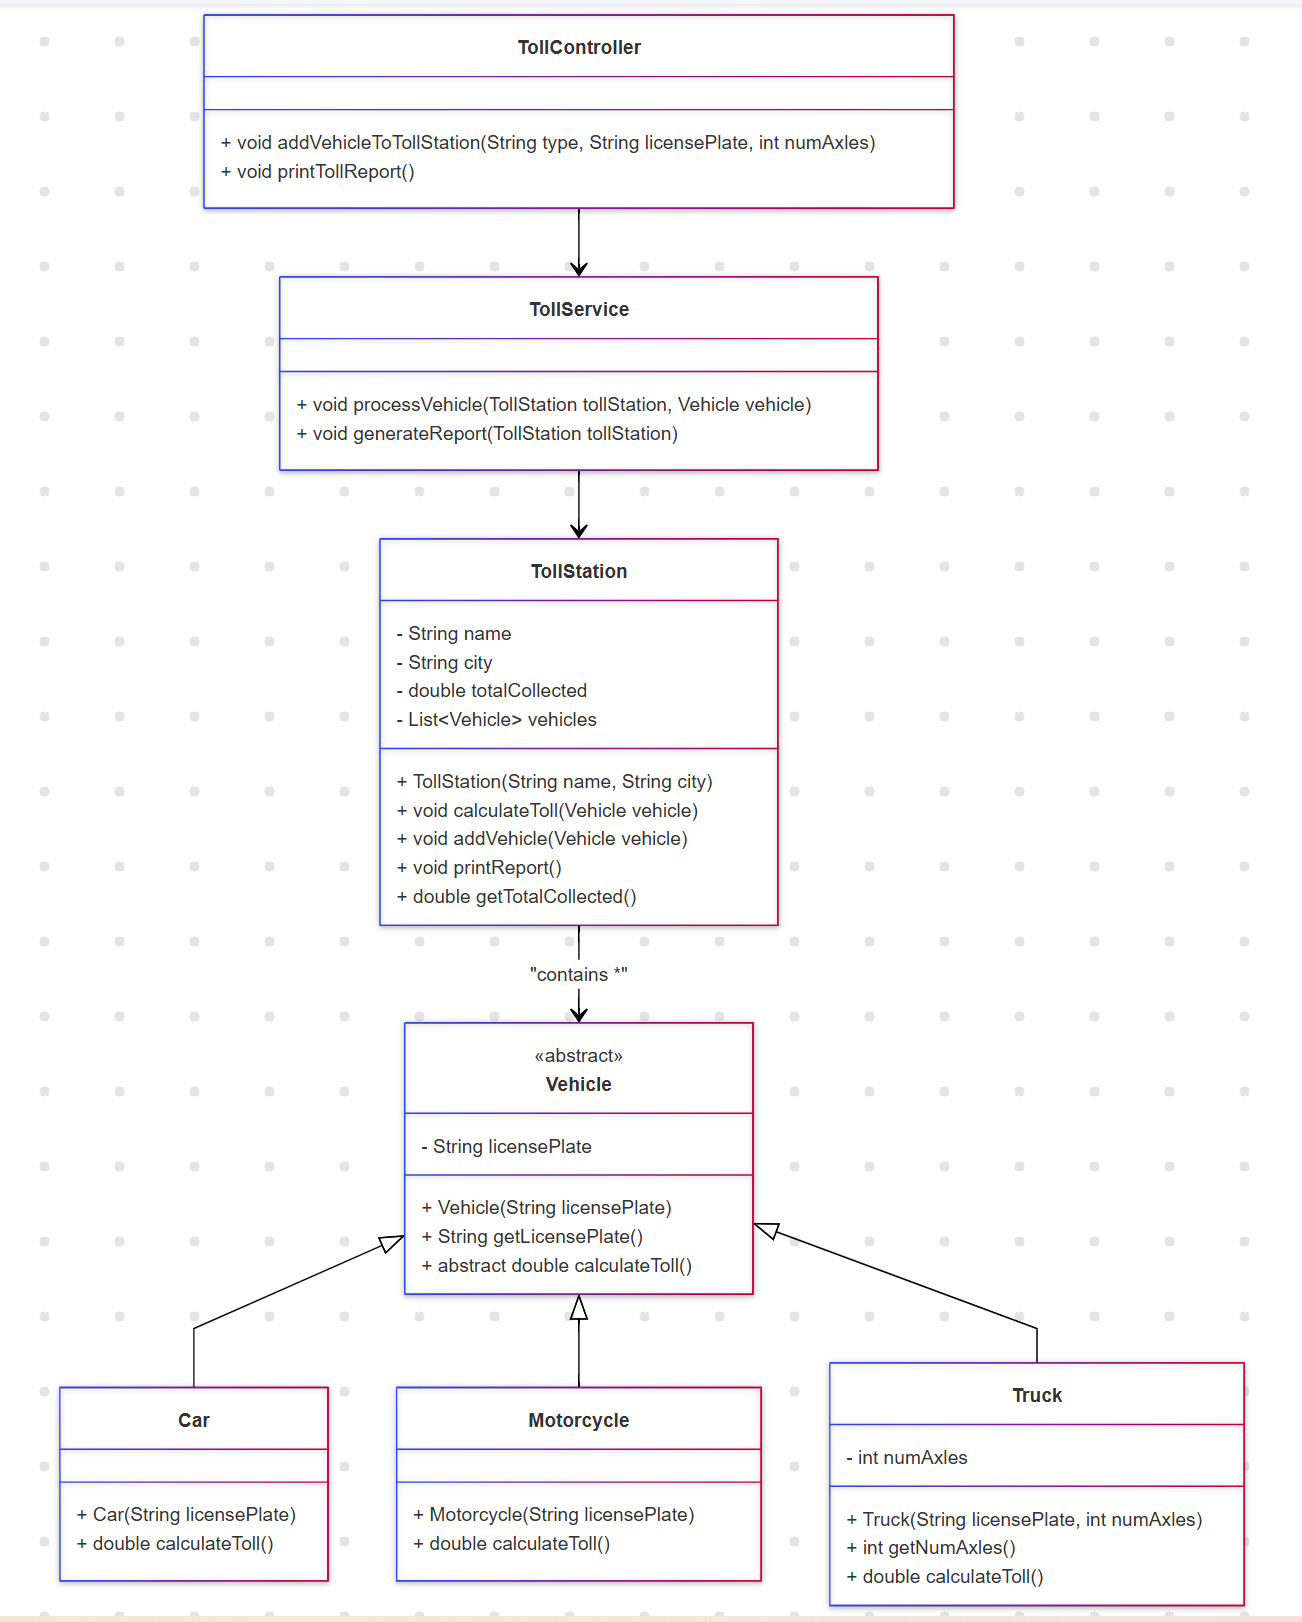 TollController
+ void addVehicleToTollStation(String type, String licensePlate, int numAxles)
+ void printTollReport()
TollService
+ void processVehicle(TollStation tollStation, Vehicle vehicle)
+ void generateReport(TollStation tollStation)
TollStation
- String name
- String city
- double totalCollected
- List<Vehicle> vehicles
+ TollStation(String name, String city)
+ void calculateToll(Vehicle vehicle)
+ void addVehicle(Vehicle vehicle)
+ void printReport()
+ double getTotalCollected()
"contains *"
«abstract»
Vehicle
- String licensePlate
+ Vehicle(String licensePlate)
+ String getLicensePlate()
+ abstract double calculateToll()
Car
+ Car(String licensePlate)
+ double calculateToll()
Motorcycle
+ Motorcycle(String licensePlate)
+ double calculateToll()
Truck
- int numAxles
+ Truck(String licensePlate, int numAxles)
+ int getNumAxles()
+ double calculateToll()